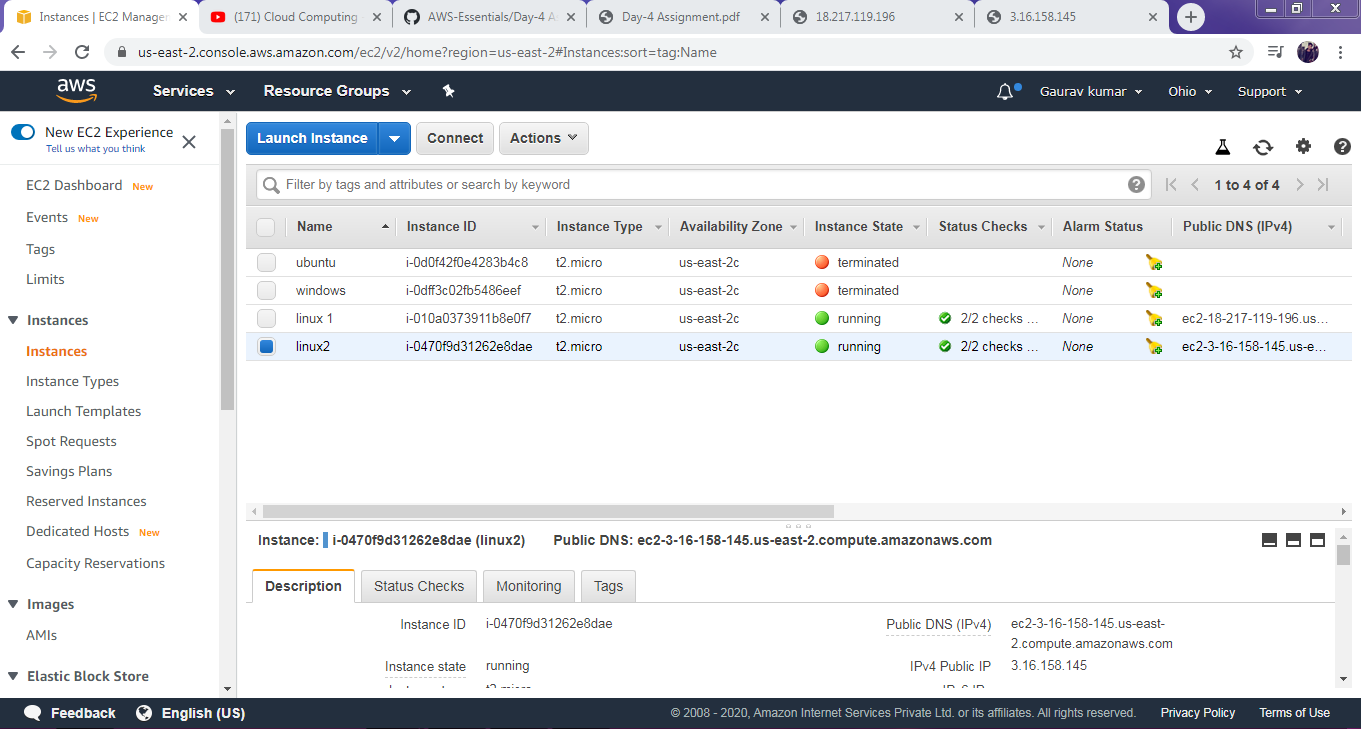 Instances | EC2 Manager
(171) Cloud Computing
AWS-Essentials/Day-4 A
Day-4 Assignment.pdf
18.217.119.196
3.16.158.145
us-east-2.console.aws.amazon.com/ec2/v2/home?region=us-east-2#Instances:sort=tag:Name
aws
Services
Resource Groups
Gaurav kumar
Ohio
Support
New EC2 Experience
Tell us what you think
EC2 Dashboard New
Events New
Tags
Limits
Instances
Instances
Instance Types
Launch Templates
Spot Requests
Savings Plans
Reserved Instances
Dedicated Hosts New
Capacity Reservations
Images
AMIs
Elastic Block Store
Launch Instance
Connect
Actions
Filter by tags and attributes or search by keyword
1 to 4 of 4
Name Instance ID Instance Type Availability Zone Instance State Status Checks Alarm Status Public DNS (IPv4)
ubuntu i-0d0f42f0e4283b4c8 t2.micro us-east-2c terminated None
windows i-0dff3c02fb5486eef t2.micro us-east-2c terminated None
linux 1 i-010a0373911b8e0f7 t2.micro us-east-2c running 2/2 checks ... None ec2-18-217-119-196.us...
linux2 i-0470f9d31262e8dae t2.micro us-east-2c running 2/2 checks ... None ec2-3-16-158-145.us-e...
Instance: i-0470f9d31262e8dae (linux2) Public DNS: ec2-3-16-158-145.us-east-2.compute.amazonaws.com
Description
Status Checks
Monitoring
Tags
Instance ID i-0470f9d31262e8dae
Public DNS (IPv4) ec2-3-16-158-145.us-east-
2.compute.amazonaws.com
Instance state running
IPv4 Public IP 3.16.158.145
Feedback
English (US)
© 2008 - 2020, Amazon Internet Services Private Ltd. or its affiliates. All rights reserved.
Privacy Policy
Terms of Use